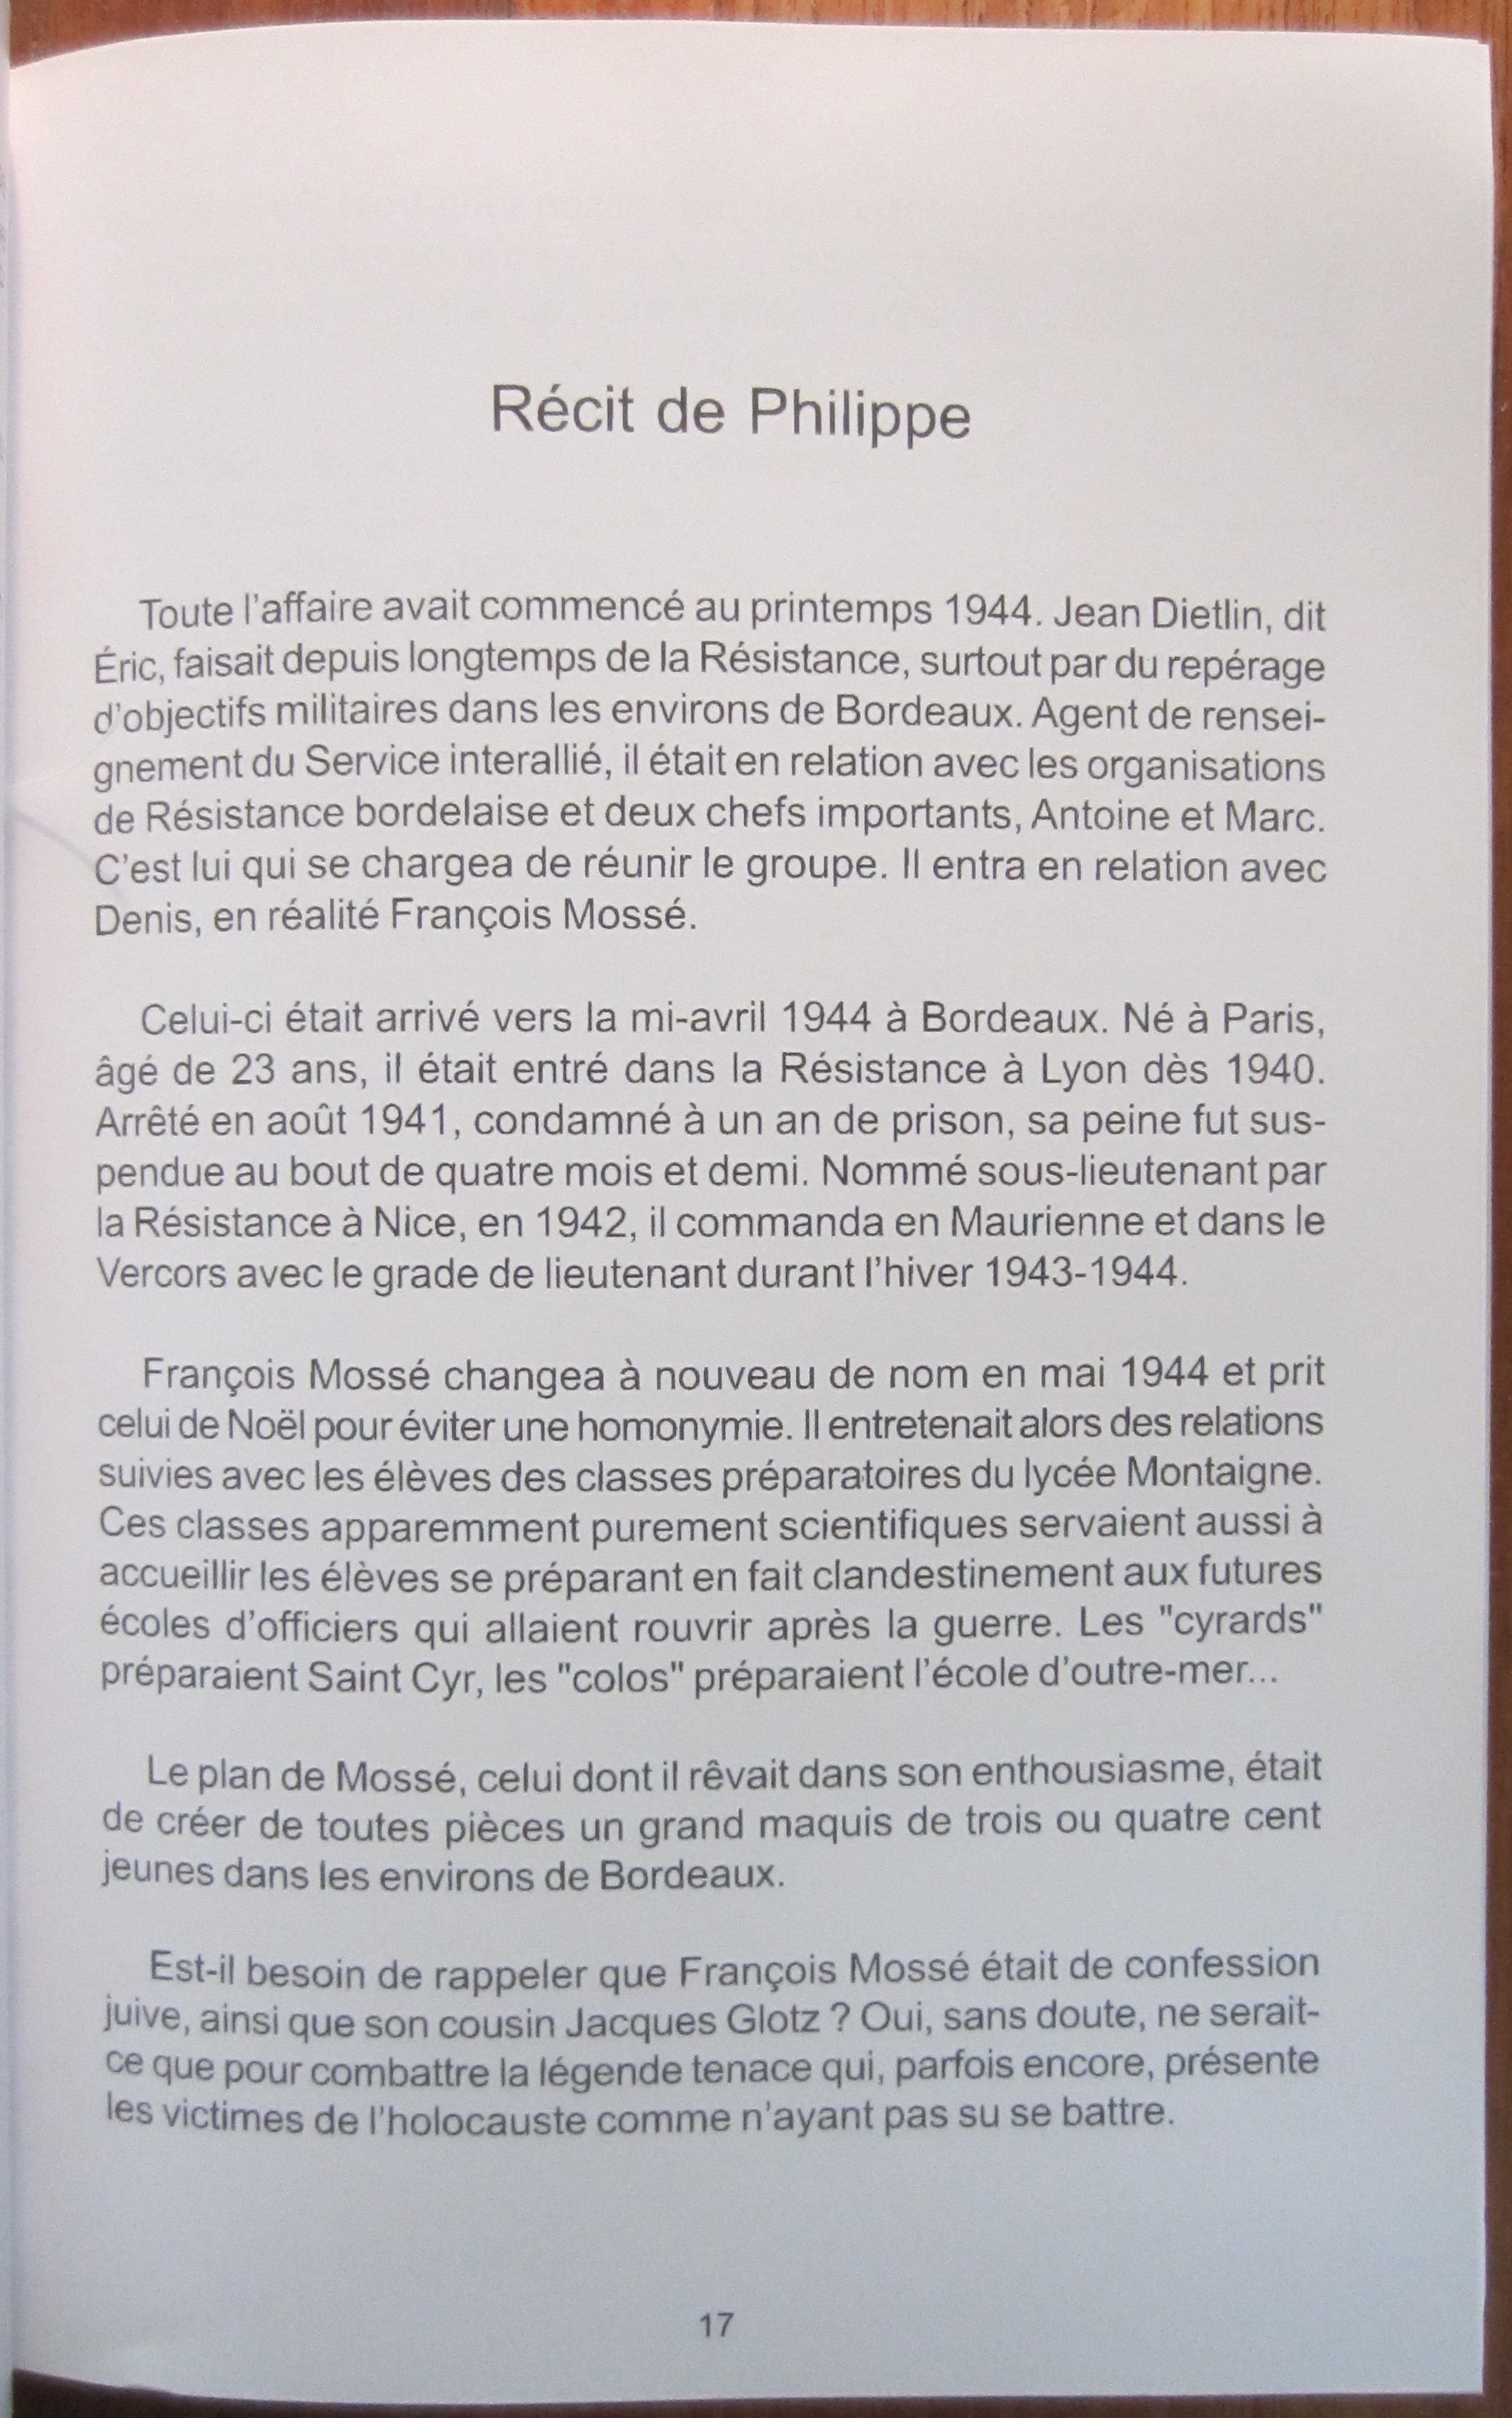 Récit de Philippe
Toute l'affaire avait commencé au printemps 1944. Jean Dietlin, dit
Éric, faisait depuis longtemps de la Résistance, surtout par du repérage
d'objectifs militaires dans les environs de Bordeaux. Agent de rensei-
gnement du Service interallié, il était en relation avec les organisations
de Résistance bordelaise et deux chefs importants, Antoine et Marc.
C'est lui qui se chargea de réunir le groupe. Il entra en relation avec
Denis, en réalité François Mossé.
Celui-ci était arrivé vers la mi-avril 1944 à Bordeaux. Né à Paris,
âgé de 23 ans, il était entré dans la Résistance à Lyon dès 1940.
Arrêté en août 1941, condamné à un an de prison, sa peine fut sus-
pendue au bout de quatre mois et demi. Nommé sous-lieutenant par
la Résistance à Nice, en 1942, il commanda en Maurienne et dans le
Vercors avec le grade de lieutenant durant l'hiver 1943-1944.
François Mossé changea à nouveau de nom en mai 1944 et prit
celui de Noël pour éviter une homonymie. Il entretenait alors des relations
suivies avec les élèves des classes préparatoires du lycée Montaigne.
Ces classes apparemment purement scientifiques servaient aussi à
accueillir les élèves se préparant en fait clandestinement aux futures
écoles d'officiers qui allaient rouvrir après la guerre. Les "cyrards"
préparaient Saint Cyr, les "colos" préparaient l'école d'outre-mer...
Le plan de Mossé, celui dont il rêvait dans son enthousiasme, était
de créer de toutes pièces un grand maquis de trois ou quatre cent
jeunes dans les environs de Bordeaux.
Est-il besoin de rappeler que François Mossé était de confession
juive, ainsi que son cousin Jacques Glotz ? Oui, sans doute, ne serait-
ce que pour combattre la légende tenace qui, parfois encore, présente
les victimes de l'holocauste comme n'ayant pas su se battre.
17